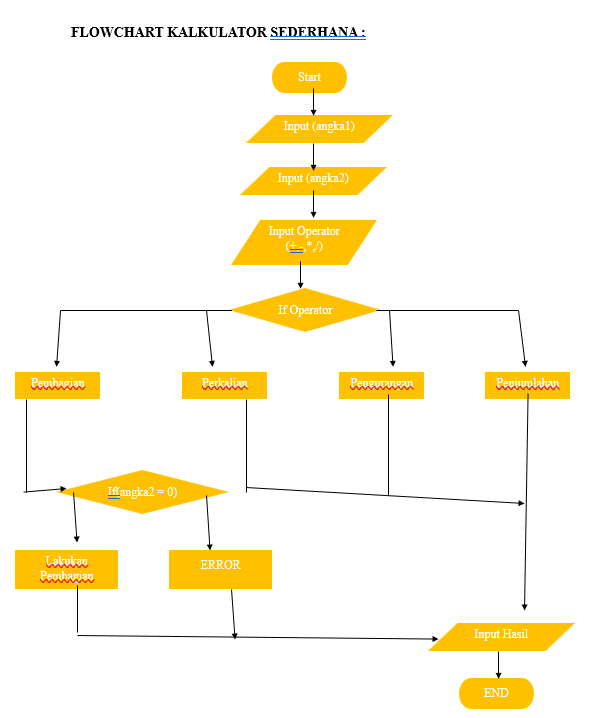 FLOWCHART KALKULATOR SEDERHANA :
Start
Input (angka1)
Input (angka2)
Input Operator
(+,-,*,/)
If Operator
Pembagian
Perkalian
Pengurangan
Penjumlahan
If(angka2 = 0)
Lakukan
Pembagian
ERROR
Input Hasil
END